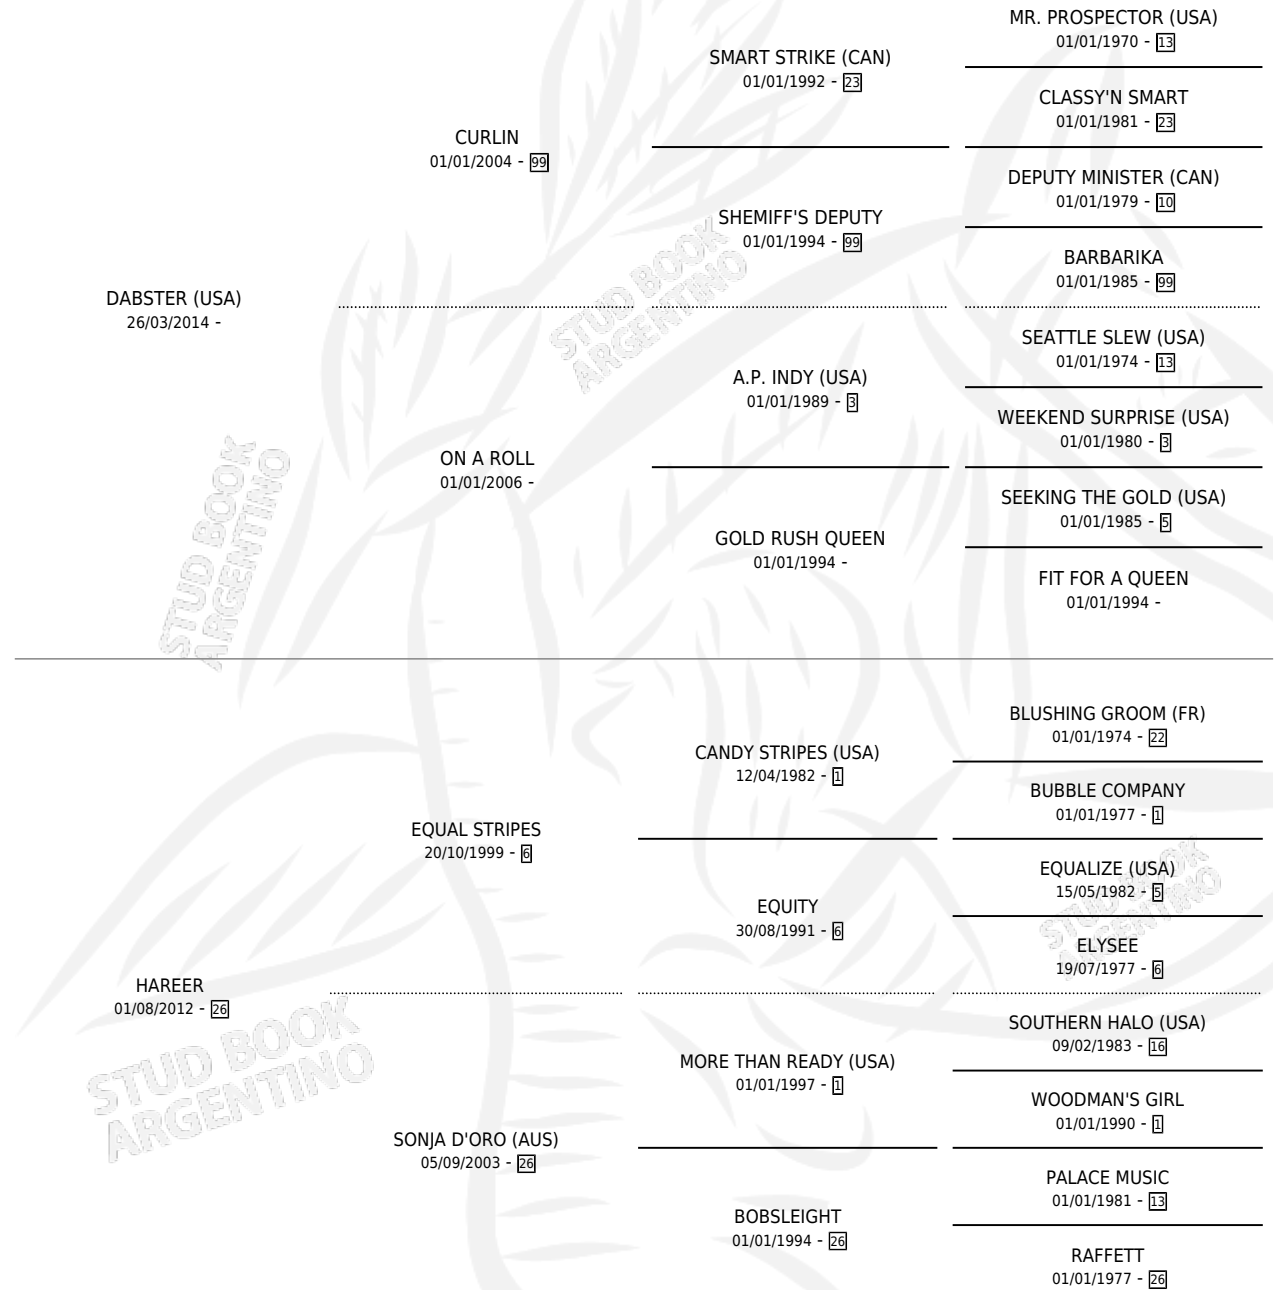 MR. PROSPECTOR (USA)
01/01/1970 - 13
SMART STRIKE (CAN)
01/01/1992 - 23
CLASSY'N SMART
01/01/1981 - 23
CURLIN
01/01/2004 - 99
DEPUTY MINISTER (CAN)
01/01/1979 - 10
SHEMIFF'S DEPUTY
01/01/1994 - 99
BARBARIKA
01/01/1985 - 99
DABSTER (USA)
26/03/2014 -
SEATTLE SLEW (USA)
01/01/1974 - 13
A.P. INDY (USA)
01/01/1989 - 3
WEEKEND SURPRISE (USA)
01/01/1980 - 3
ON A ROLL
01/01/2006 -
SEEKING THE GOLD (USA)
01/01/1985 - 5
GOLD RUSH QUEEN
01/01/1994 -
FIT FOR A QUEEN
01/01/1994 -
STUD BOOK
ARGENTINO
STUD BOOK
ARGENTINO
BLUSHING GROOM (FR)
01/01/1974 - 22
CANDY STRIPES (USA)
12/04/1982 - 1
BUBBLE COMPANY
01/01/1977 - 1
EQUAL STRIPES
20/10/1999 - 6
EQUALIZE (USA)
15/05/1982 - 5
EQUITY
30/08/1991 - 6
ELYSEE
19/07/1977 - 6
HAREER
01/08/2012 - 26
SOUTHERN HALO (USA)
09/02/1983 - 16
MORE THAN READY (USA)
01/01/1997 - 1
WOODMAN'S GIRL
01/01/1990 - 1
SONJA D'ORO (AUS)
05/09/2003 - 26
PALACE MUSIC
01/01/1981 - 13
BOBSLEIGHT
01/01/1994 - 26
RAFFETT
01/01/1977 - 26
STUD BOOK
ARGENTINO
STUD BOOK
ARGENTINO